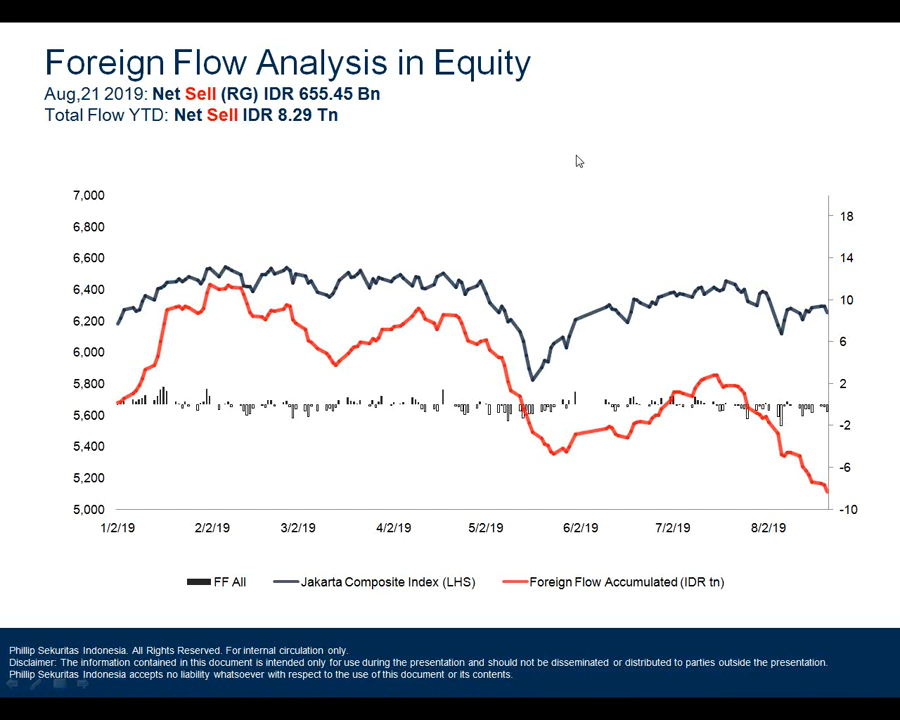 Foreign Flow Analysis in Equity
Aug,21 2019: Net Sell (RG) IDR 655.45 Bn
Total Flow YTD: Net Sell IDR 8.29 Tn
7,000
6,800
6,600
6,400
6,200
6,000
5,800
5,600
5,400
5,200
5,000
18
14
10
6
2
-2
-6
-10
1/2/19 2/2/19 3/2/19 4/2/19 5/2/19 6/2/19 7/2/19 8/2/19
FF All Jakarta Composite Index (LHS) Foreign Flow Accumulated (IDR tn)
Phillip Sekuritas Indonesia. All Rights Reserved. For internal circulation only.
Disclaimer: The information contained in this document is intended only for use during the presentation and should not be disseminated or distributed to parties outside the presentation.
Phillip Sekuritas Indonesia accepts no liability whatsoever with respect to the use of this document or its contents.